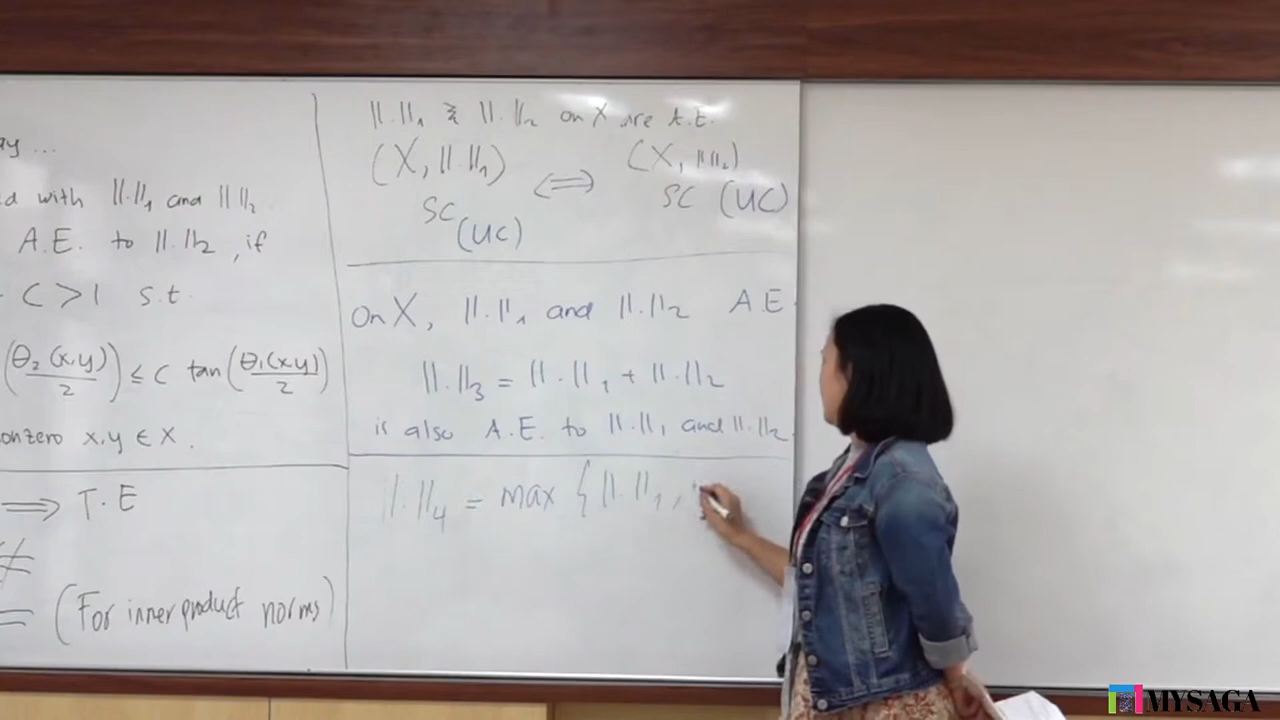 ay ...
d with ||.||₁ and || ||₂
A.E. to ||.||₂, if
C > 1 s.t
(θ₂(x,y)/2) ≤ C tan(θ₁(x,y)/2)
onzero x,y ∈ X.
⟹ T.E
(For inner product norms)
||.||₁ & ||.||₂ on X are A.E.
(X, ||.||₁) ⟺ (X, ||.||₂)
SC (UC) SC (UC)
On X, ||.||₁ and ||.||₂ A.E.
||.||₃ = ||.||₁ + ||.||₂
is also A.E. to ||.||₁ and ||.||₂.
||.||₄ = max {||.||₁,
MYSAGA